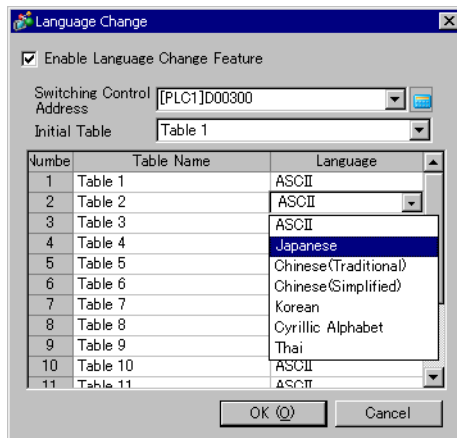 Language Change
Enable Language Change Feature
Switching Control Address [PLC1]D00300
Initial Table Table 1
Numbe Table Name Language
1 Table 1 ASCII
2 Table 2 ASCII
3 Table 3 ASCII
4 Table 4 Japanese
5 Table 5 Chinese(Traditional)
6 Table 6 Chinese(Simplified)
7 Table 7 Korean
8 Table 8 Cyrillic Alphabet
9 Table 9 Thai
10 Table 10 ASCII
11 Table 11 ASCII
OK (O) Cancel